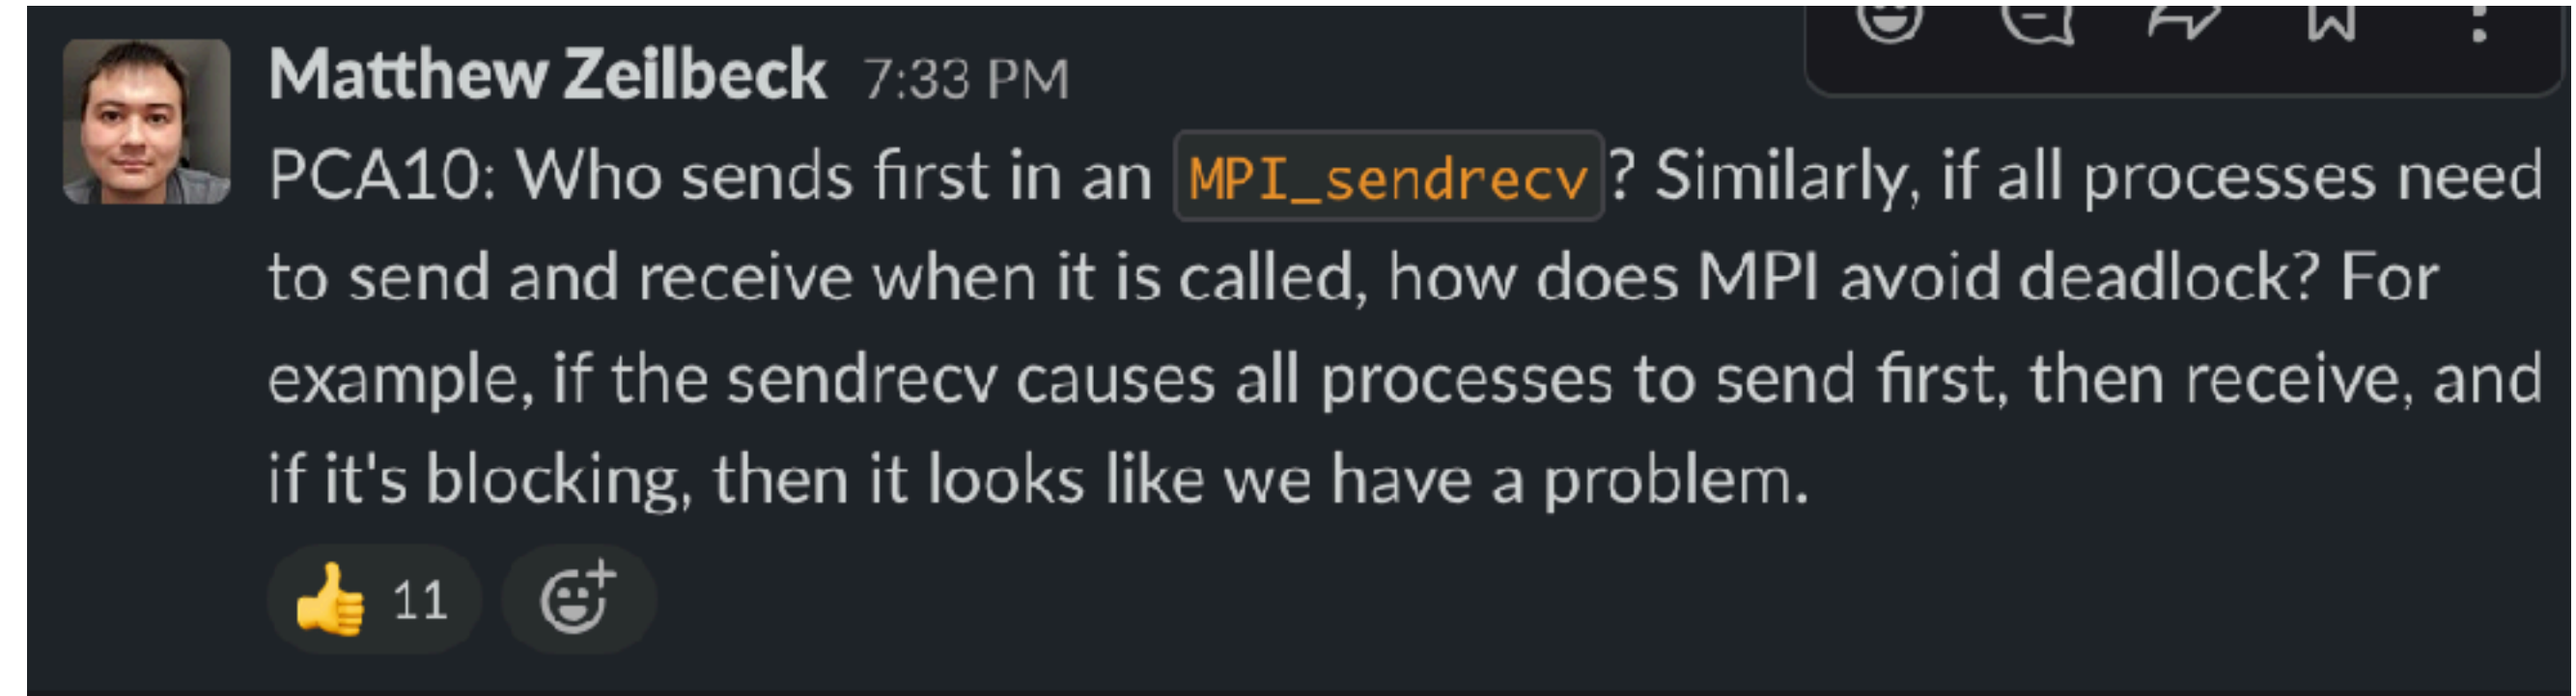 Matthew Zeilbeck 7:33 PM
PCA10: Who sends first in an MPI_sendrecv? Similarly, if all processes need
to send and receive when it is called, how does MPI avoid deadlock? For
example, if the sendrecv causes all processes to send first, then receive, and
if it's blocking, then it looks like we have a problem.
👍 11